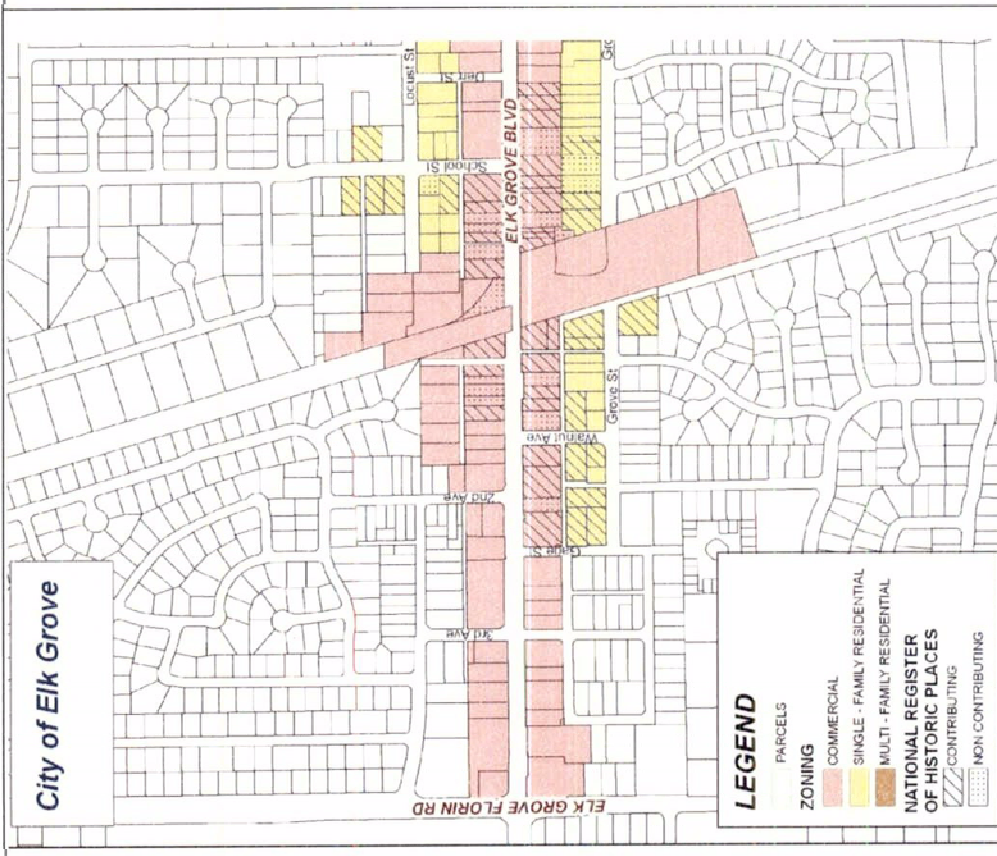 City of Elk Grove
Locust St
Derr St
School St
ELK GROVE BLVD
Gro
2nd Ave
Walnut Ave
Grove St
Gage St
3rd Ave
ELK GROVE FLORIN RD
LEGEND
PARCELS
ZONING
COMMERCIAL
SINGLE - FAMILY RESIDENTIAL
MULTI - FAMILY RESIDENTIAL
NATIONAL REGISTER
OF HISTORIC PLACES
CONTRIBUTING
NON CONTRIBUTING